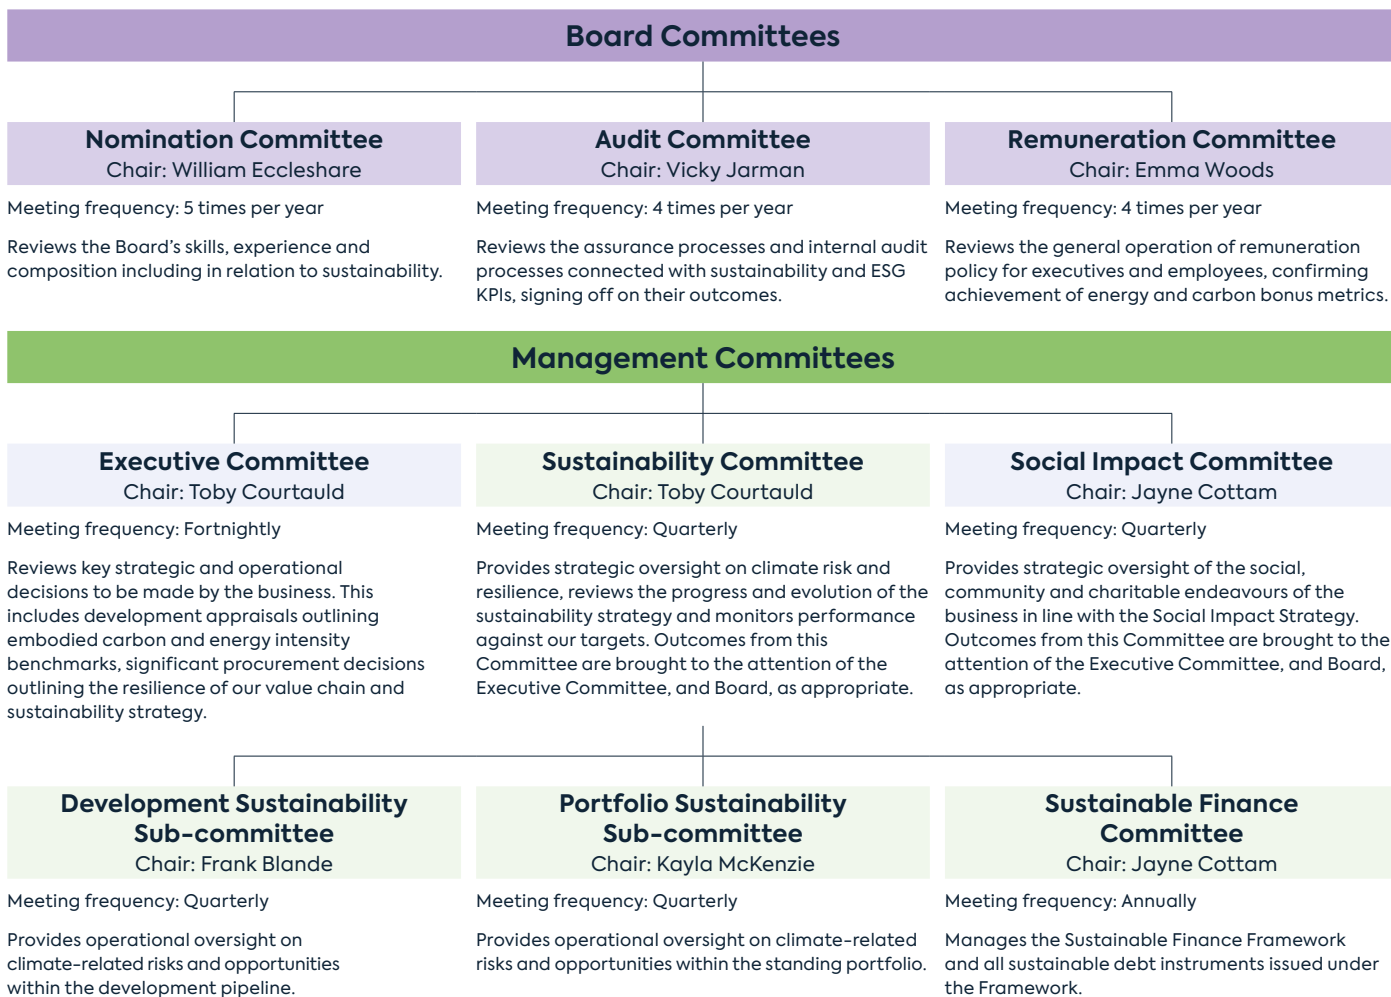 Board Committees
Nomination Committee
Chair: William Eccleshare
Meeting frequency: 5 times per year
Reviews the Board’s skills, experience and
composition including in relation to sustainability.
Audit Committee
Chair: Vicky Jarman
Meeting frequency: 4 times per year
Reviews the assurance processes and internal audit
processes connected with sustainability and ESG
KPIs, signing off on their outcomes.
Remuneration Committee
Chair: Emma Woods
Meeting frequency: 4 times per year
Reviews the general operation of remuneration
policy for executives and employees, confirming
achievement of energy and carbon bonus metrics.
Management Committees
Executive Committee
Chair: Toby Courtauld
Meeting frequency: Fortnightly
Reviews key strategic and operational
decisions to be made by the business. This
includes development appraisals outlining
embodied carbon and energy intensity
benchmarks, significant procurement decisions
outlining the resilience of our value chain and
sustainability strategy.
Sustainability Committee
Chair: Toby Courtauld
Meeting frequency: Quarterly
Provides strategic oversight on climate risk and
resilience, reviews the progress and evolution of the
sustainability strategy and monitors performance
against our targets. Outcomes from this
Committee are brought to the attention of the
Executive Committee, and Board, as appropriate.
Social Impact Committee
Chair: Jayne Cottam
Meeting frequency: Quarterly
Provides strategic oversight of the social,
community and charitable endeavours of the
business in line with the Social Impact Strategy.
Outcomes from this Committee are brought to the
attention of the Executive Committee, and Board,
as appropriate.
Development Sustainability
Sub-committee
Chair: Frank Blande
Meeting frequency: Quarterly
Provides operational oversight on
climate-related risks and opportunities
within the development pipeline.
Portfolio Sustainability
Sub-committee
Chair: Kayla McKenzie
Meeting frequency: Quarterly
Provides operational oversight on climate-related
risks and opportunities within the standing portfolio.
Sustainable Finance
Committee
Chair: Jayne Cottam
Meeting frequency: Annually
Manages the Sustainable Finance Framework
and all sustainable debt instruments issued under
the Framework.